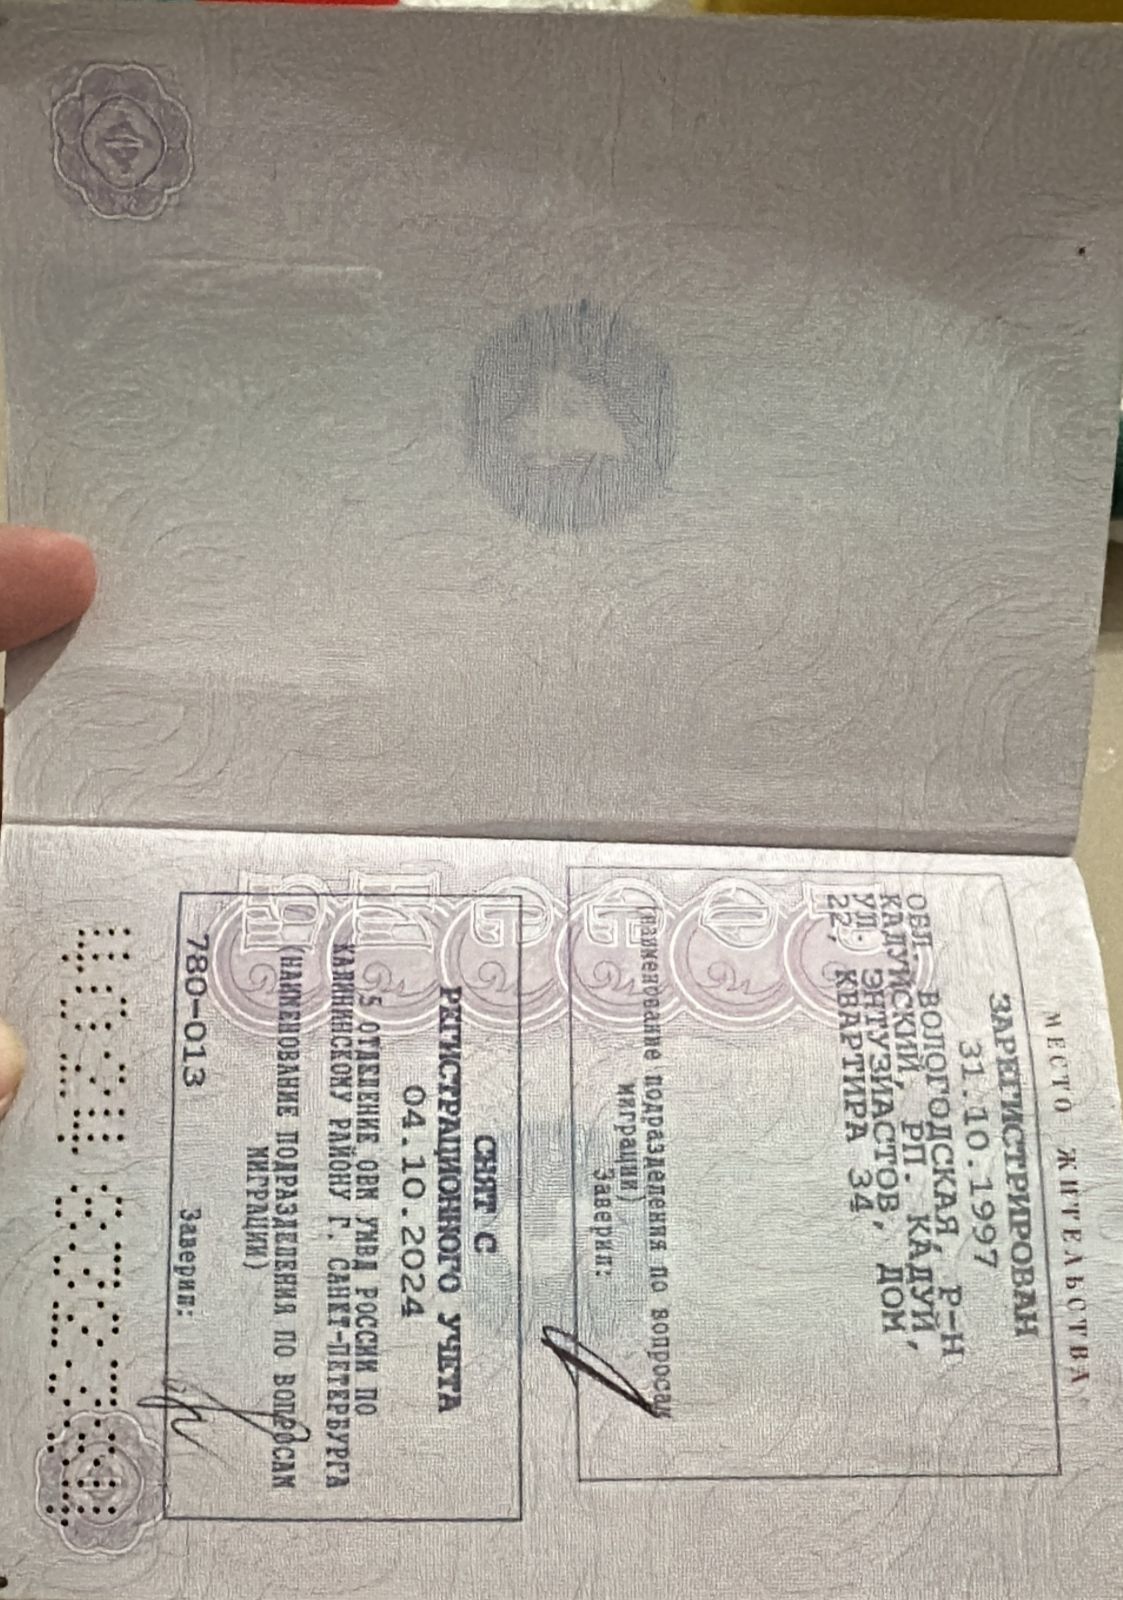 МЕСТО ЖИТЕЛЬСТВА
ЗАРЕГИСТРИРОВАН
31.10.1997
ОБЛ. ВОЛОГОДСКАЯ, Р-Н
КАДУЙСКИЙ, РП. КАДУЙ,
УЛ. ЭНТУЗИАСТОВ, ДОМ
22, КВАРТИРА 34,
(наименование подразделения по вопросам
миграции)
Заверил:
СНЯТ С
РЕГИСТРАЦИОННОГО УЧЕТА
04.10.2024
5 ОТДЕЛЕНИЕ ОВМ УМВД РОССИИ ПО
КАЛИНИНСКОМУ РАЙОНУ Г. САНКТ-ПЕТЕРБУРГА
(НАИМЕНОВАНИЕ ПОДРАЗДЕЛЕНИЯ ПО ВОПРОСАМ
МИГРАЦИИ)
780-013 Заверил: